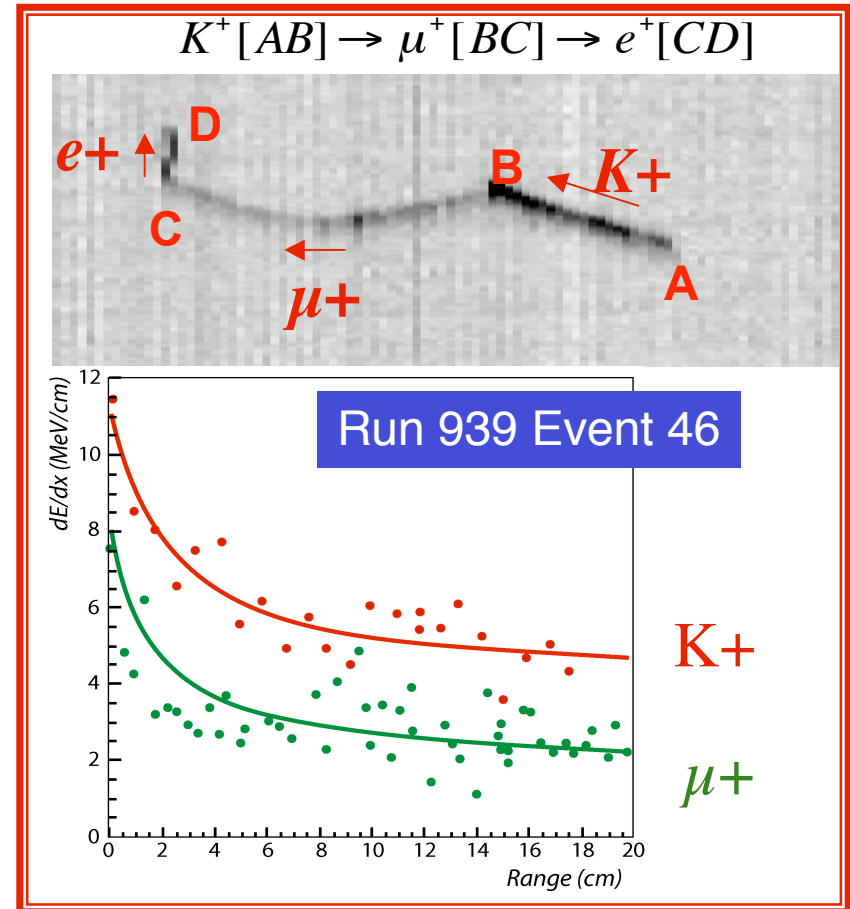 K⁺[AB] → μ⁺[BC] → e⁺[CD]
D
e+
B
K+
C
A
μ+
12
10
8
6
4
2
0
dE/dx (MeV/cm)
Run 939 Event 46
K+
μ+
0 2 4 6 8 10 12 14 16 18 20
Range (cm)